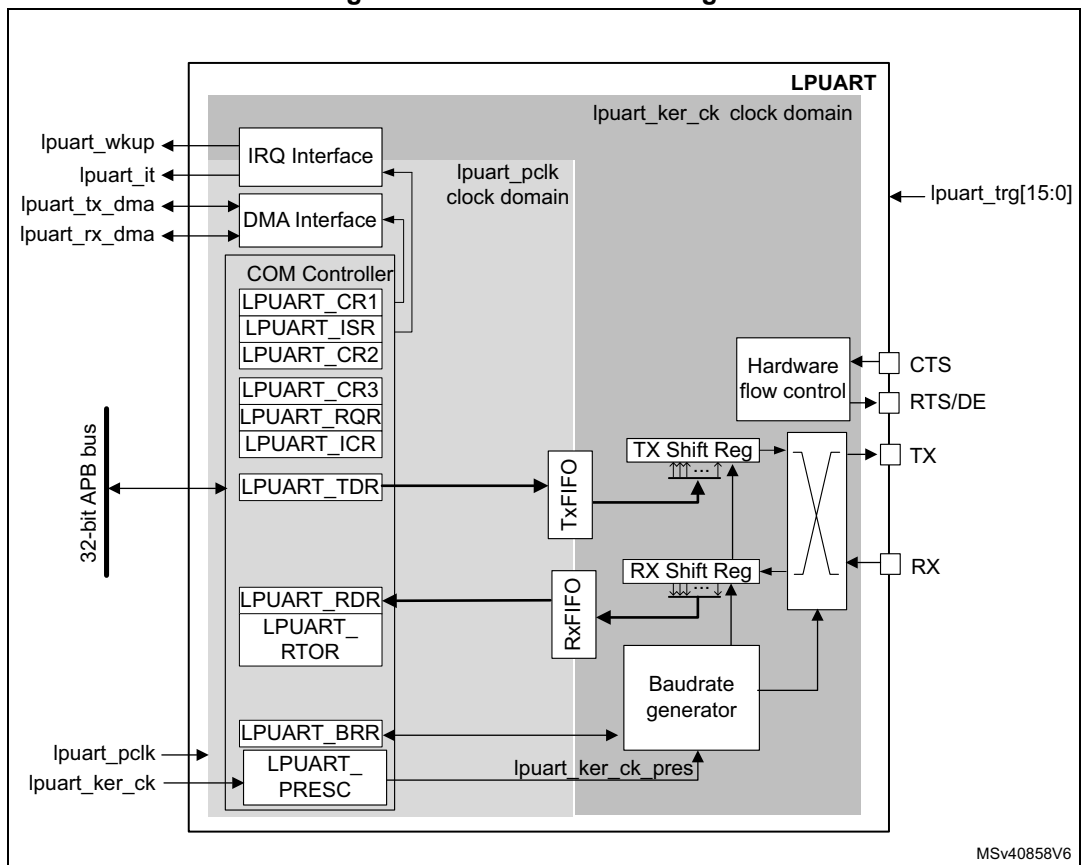 LPUART
lpuart_ker_ck clock domain
lpuart_wkup
IRQ Interface
lpuart_it
lpuart_pclk
clock domain
lpuart_tx_dma
DMA Interface
lpuart_rx_dma
lpuart_trg[15:0]
COM Controller
LPUART_CR1
LPUART_ISR
LPUART_CR2
LPUART_CR3
LPUART_RQR
LPUART_ICR
Hardware
flow control
CTS
RTS/DE
32-bit APB bus
LPUART_TDR
TxFIFO
TX Shift Reg
...
TX
LPUART_RDR
LPUART_
RTOR
RxFIFO
RX Shift Reg
...
RX
Baudrate
generator
LPUART_BRR
lpuart_pclk
lpuart_ker_ck
LPUART_
PRESC
lpuart_ker_ck_pres
MSv40858V6